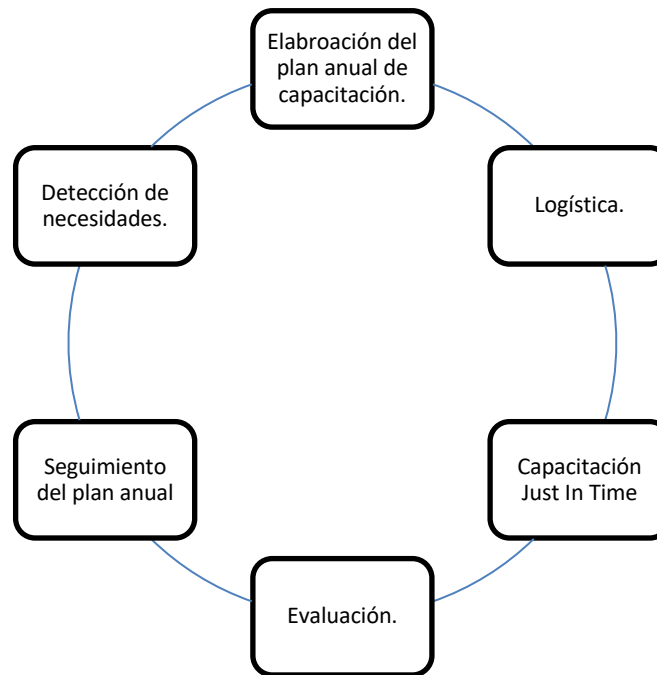 Elabroación del
plan anual de
capacitación.
Logística.
Capacitación
Just In Time
Evaluación.
Seguimiento
del plan anual
Detección de
necesidades.